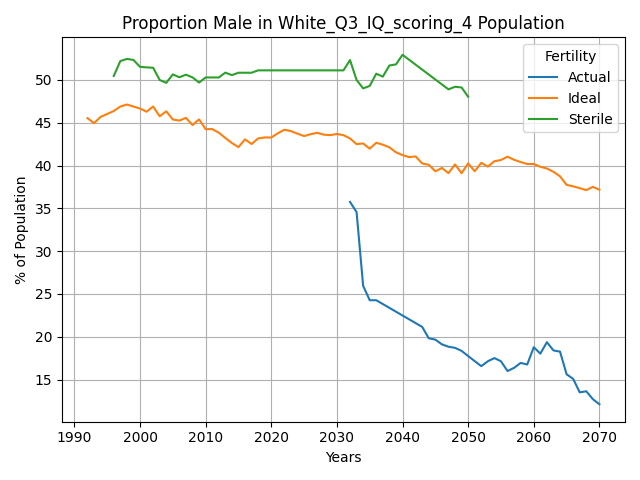 Proportion Male in White_Q3_IQ_scoring_4 Population
Fertility
Actual
Ideal
Sterile
% of Population
50
45
40
35
30
25
20
15
1990 2000 2010 2020 2030 2040 2050 2060 2070
Years